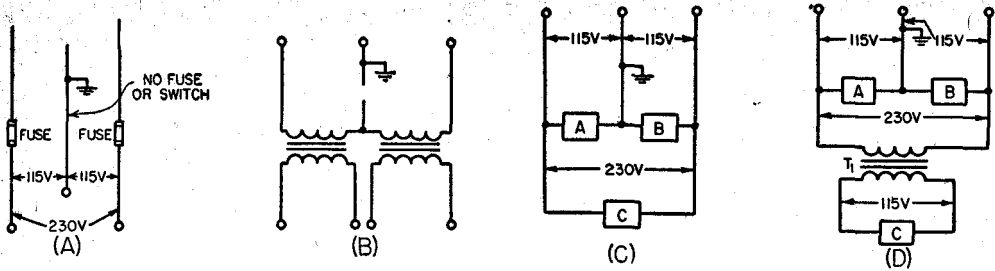 NO FUSE
OR SWITCH
FUSE
FUSE
115V
115V
230V
(A)
(B)
115V
115V
A
B
230V
C
(C)
115V
115V
A
B
230V
T1
115V
C
(D)